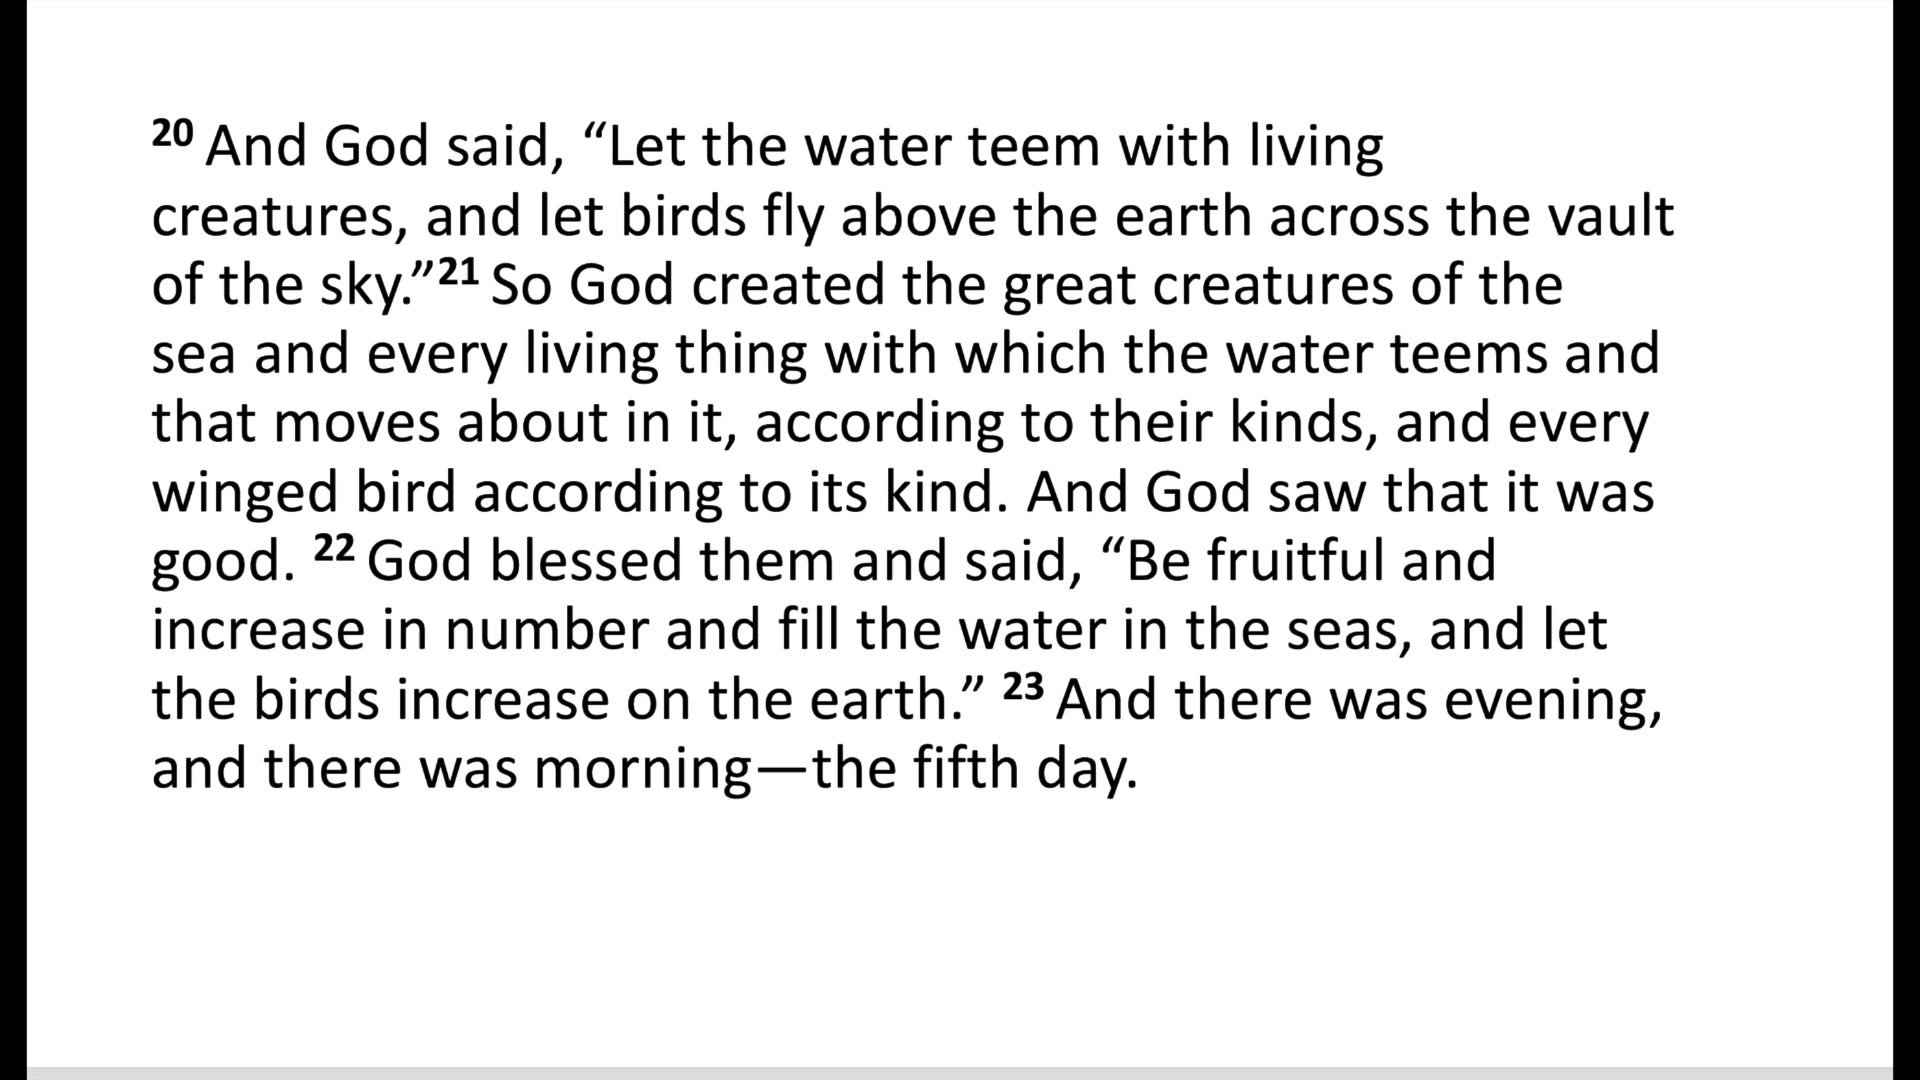 20 And God said, “Let the water teem with living
creatures, and let birds fly above the earth across the vault
of the sky.”21 So God created the great creatures of the
sea and every living thing with which the water teems and
that moves about in it, according to their kinds, and every
winged bird according to its kind. And God saw that it was
good. 22 God blessed them and said, “Be fruitful and
increase in number and fill the water in the seas, and let
the birds increase on the earth.” 23 And there was evening,
and there was morning—the fifth day.